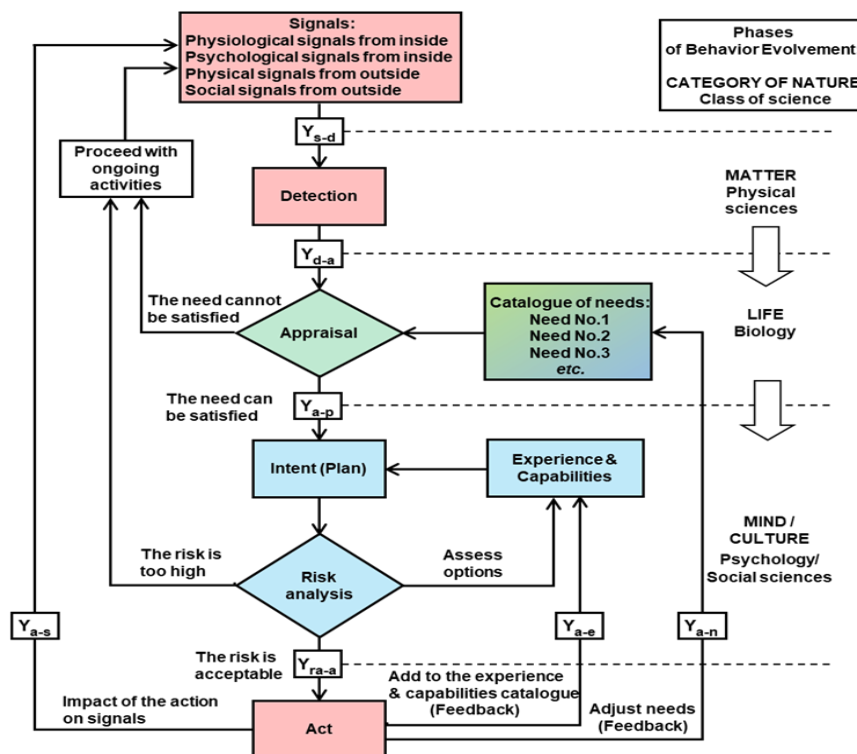 Signals:
Physiological signals from inside
Psychological signals from inside
Physical signals from outside
Social signals from outside
Phases
of Behavior Evolvement:
CATEGORY OF NATURE
Class of science
Ys-d
Proceed with
ongoing
activities
Detection
MATTER
Physical
sciences
Yd-a
The need cannot
be satisfied
Appraisal
Catalogue of needs:
Need No.1
Need No.2
Need No.3
etc.
LIFE
Biology
The need can
be satisfied
Ya-p
Intent (Plan)
Experience &
Capabilities
MIND /
CULTURE
Psychology/
Social sciences
The risk is
too high
Risk
analysis
Assess
options
Ya-s
Ya-e
Ya-n
The risk is
acceptable
Yra-a
Impact of the action
on signals
Act
Add to the experience
& capabilities catalogue
(Feedback)
Adjust needs
(Feedback)